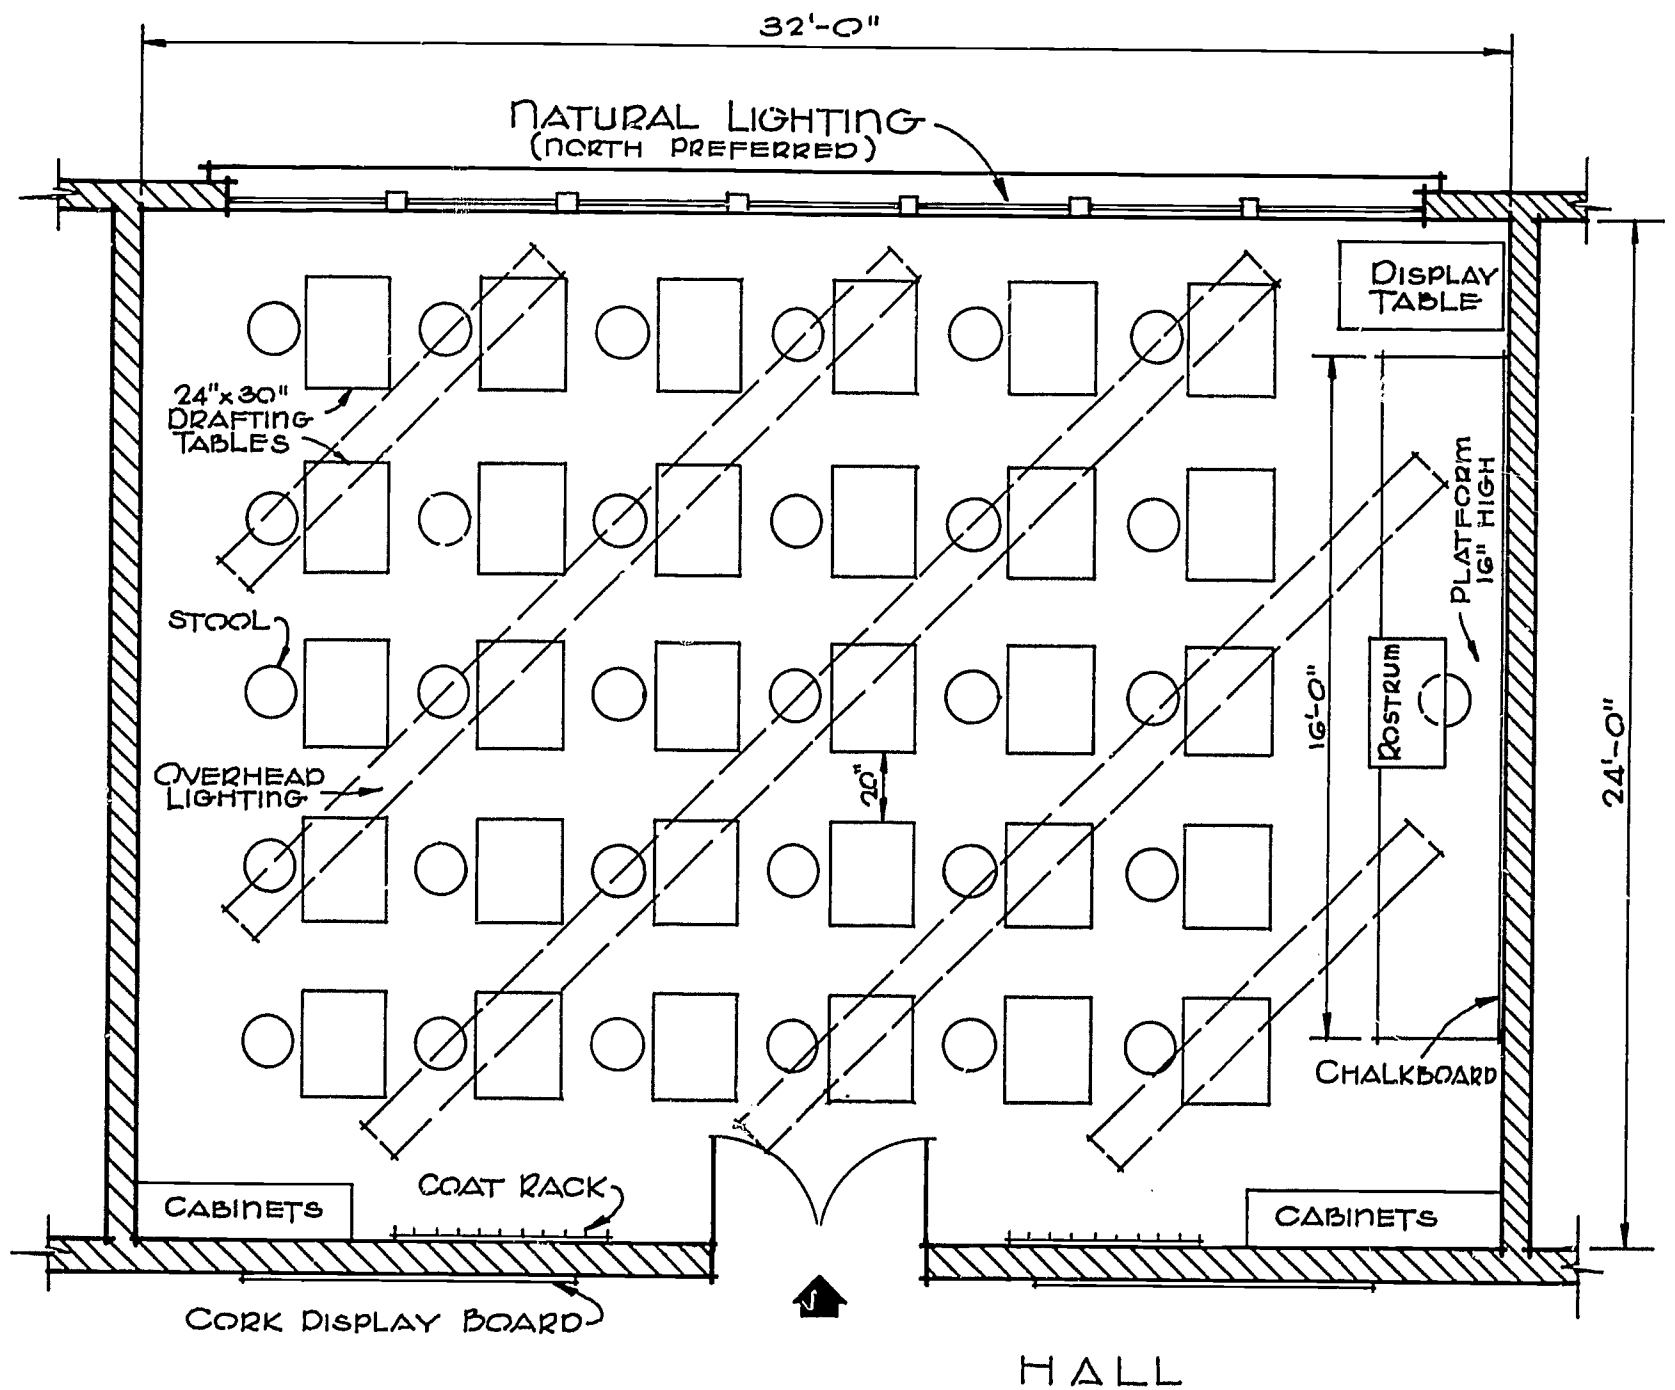 32'-0"
NATURAL LIGHTING
(NORTH PREFERRED)
DISPLAY
TABLE
24"x30"
DRAFTING
TABLES
PLATFORM
16" HIGH
STOOL
16'-0"
ROSTRUM
24'-0"
OVERHEAD
LIGHTING
20"
CHALKBOARD
COAT RACK
CABINETS
CABINETS
CORK DISPLAY BOARD
HALL